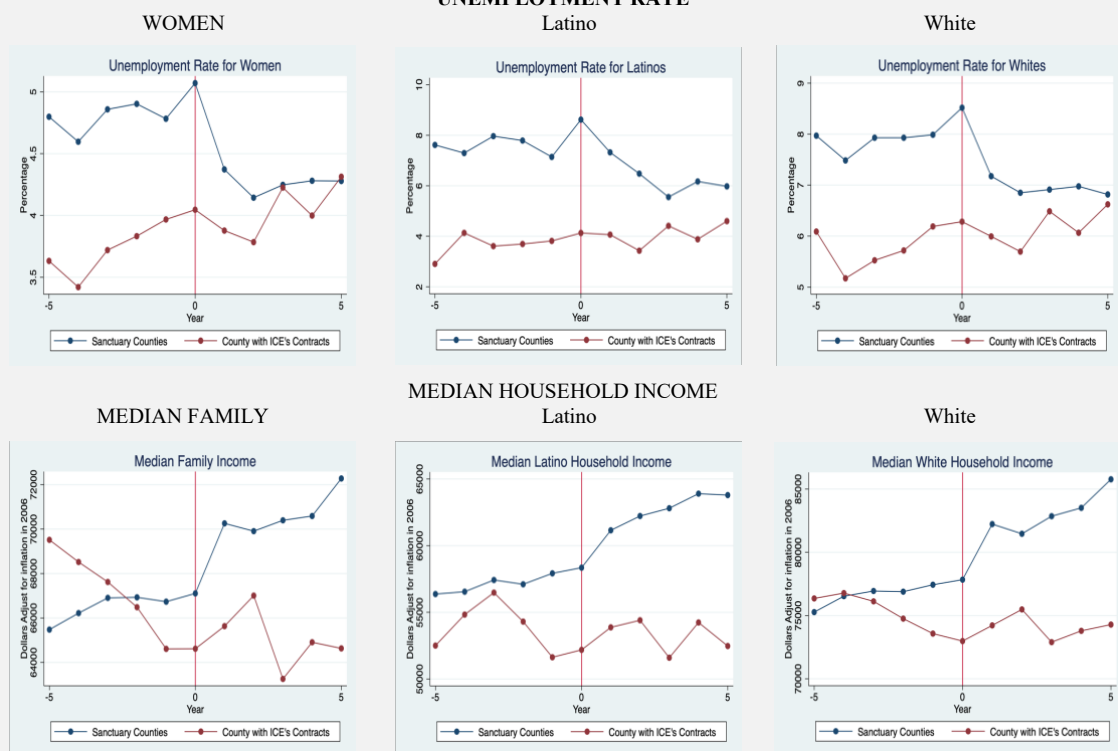 UNEMPLOYMENT RATE
WOMEN
Latino
White
Unemployment Rate for Women
Percentage
5
4.5
4
3.5
-5
0
5
Year
Sanctuary Counties
County with ICE's Contracts
Unemployment Rate for Latinos
Percentage
10
8
6
4
2
-5
0
5
Year
Sanctuary Counties
County with ICE's Contracts
Unemployment Rate for Whites
Percentage
9
8
7
6
5
-5
0
5
Year
Sanctuary Counties
County with ICE's Contracts
MEDIAN HOUSEHOLD INCOME
MEDIAN FAMILY
Latino
White
Median Family Income
Dollars Adjust for inflation in 2006
72000
70000
68000
66000
64000
-5
0
5
Year
Sanctuary Counties
County with ICE's Contracts
Median Latino Household Income
Dollars Adjust for inflation in 2006
65000
60000
55000
50000
-5
0
5
Year
Sanctuary Counties
County with ICE's Contracts
Median White Household Income
Dollars Adjust for inflation in 2006
85000
80000
75000
70000
-5
0
5
Year
Sanctuary Counties
County with ICE's Contracts